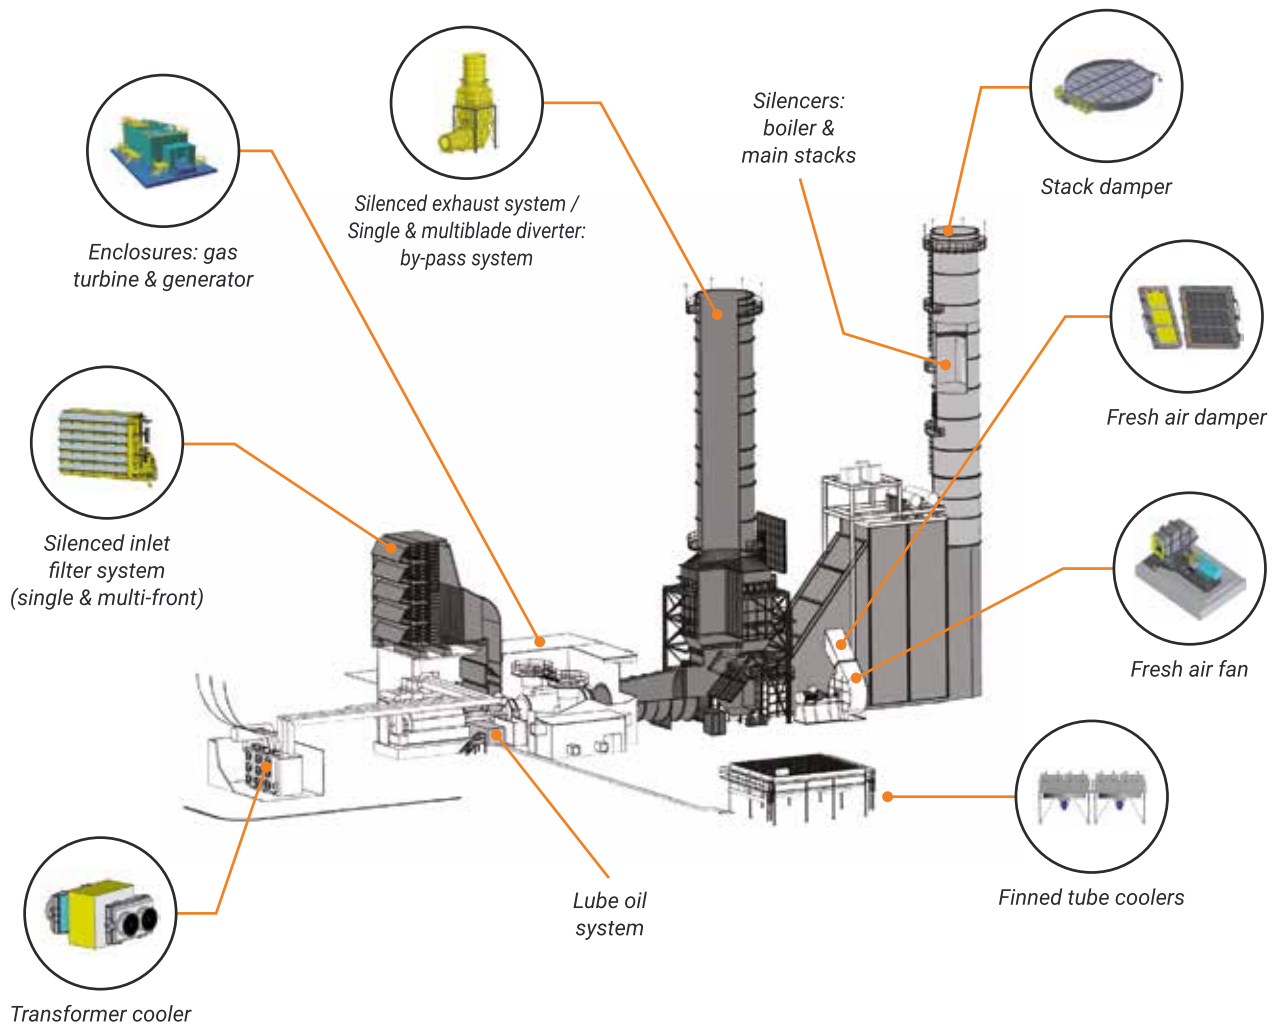 Silencers:
boiler &
main stacks
Stack damper
Silenced exhaust system /
Single & multiblade diverter:
by-pass system
Enclosures: gas
turbine & generator
Fresh air damper
Silenced inlet
filter system
(single & multi-front)
Fresh air fan
Finned tube coolers
Lube oil
system
Transformer cooler